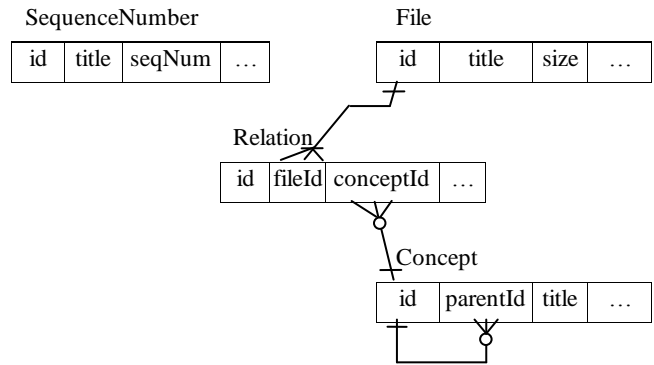 SequenceNumber File
id title seqNum … id title size …
Relation
id fileId conceptId …
Concept
id parentId title …